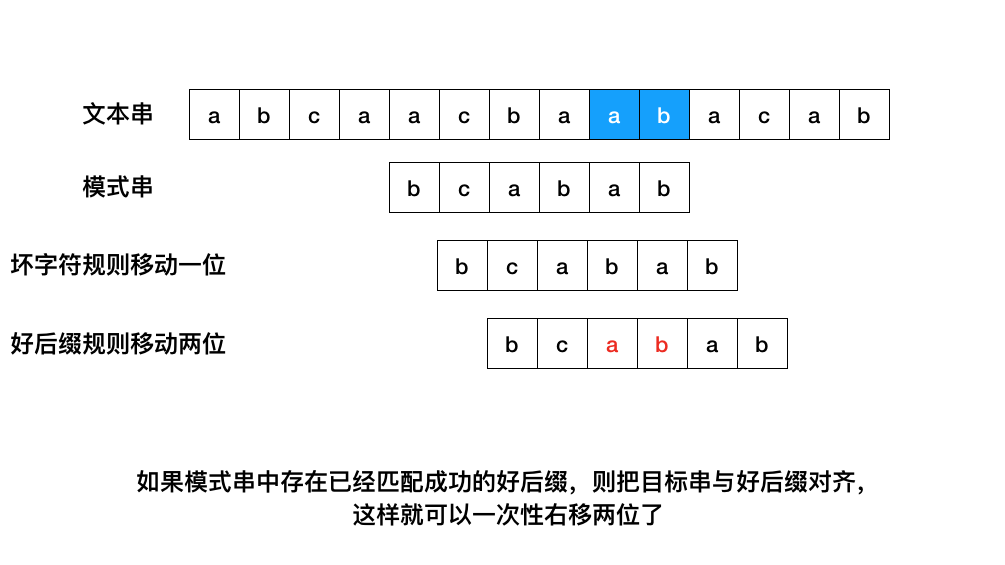 文本串 a b c a a c b a a b a c a b
模式串 b c a b a b
坏字符规则移动一位 b c a b a b
好后缀规则移动两位 b c a b a b
如果模式串中存在已经匹配成功的好后缀，则把目标串与好后缀对齐，
这样就可以一次性右移两位了